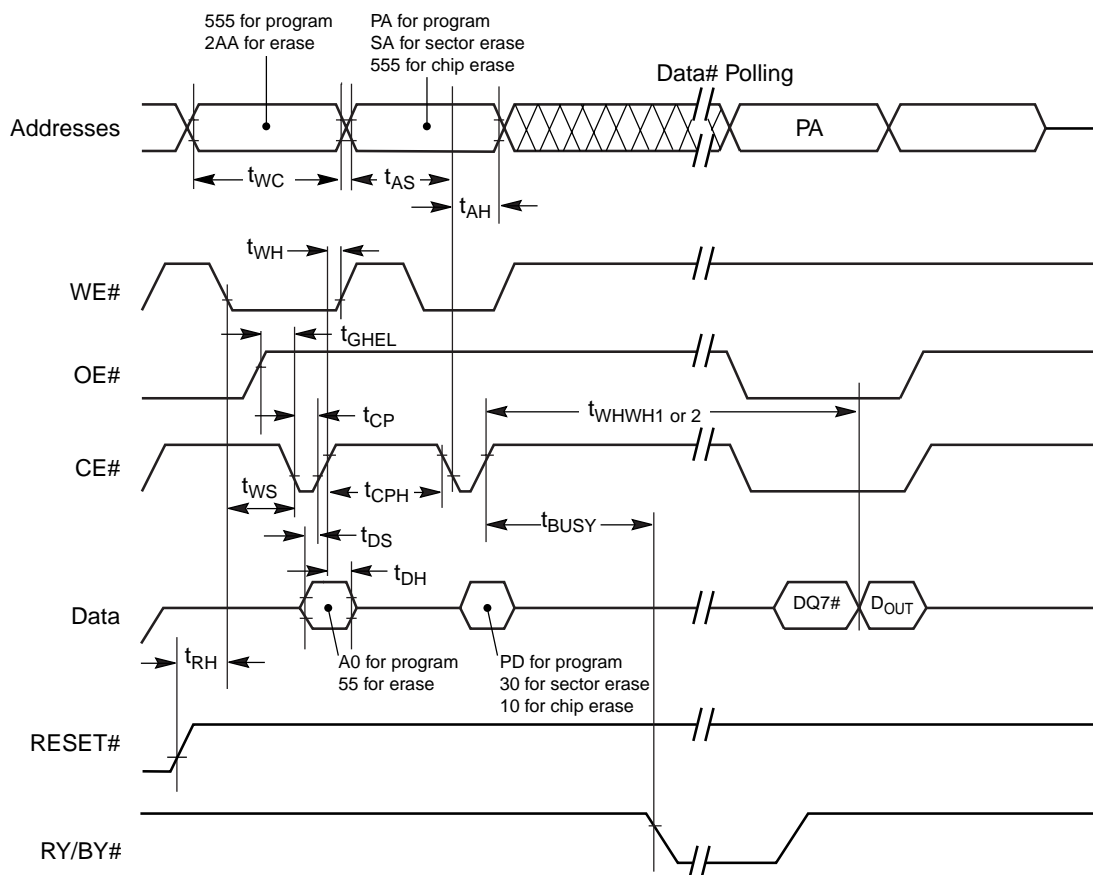 555 for program
2AA for erase
PA for program
SA for sector erase
555 for chip erase
Data# Polling
Addresses
PA
tWC
tAS
tAH
tWH
WE#
tGHEL
OE#
tCP
tWHWH1 or 2
CE#
tWS
tCPH
tBUSY
tDS
tDH
Data
DQ7#
DOUT
tRH
A0 for program
55 for erase
PD for program
30 for sector erase
10 for chip erase
RESET#
RY/BY#